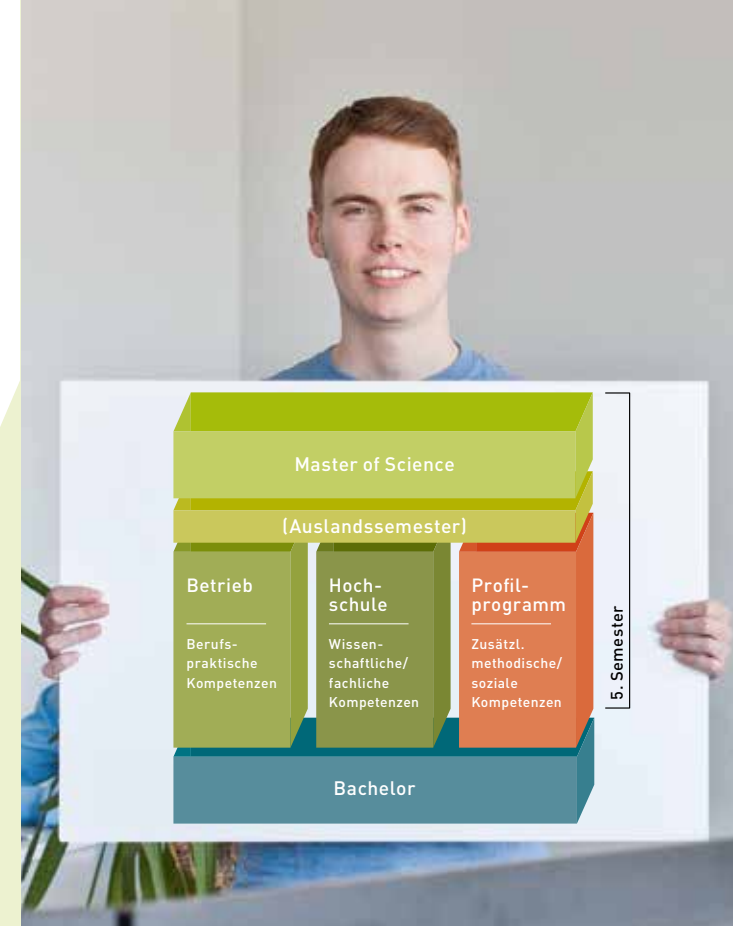 Master of Science
(Auslandssemester)
Betrieb
Berufs-
praktische
Kompetenzen
Hoch-
schule
Wissen-
schaftliche/
fachliche
Kompetenzen
Profil-
programm
Zusätzl.
methodische/
soziale
Kompetenzen
5. Semester
Bachelor